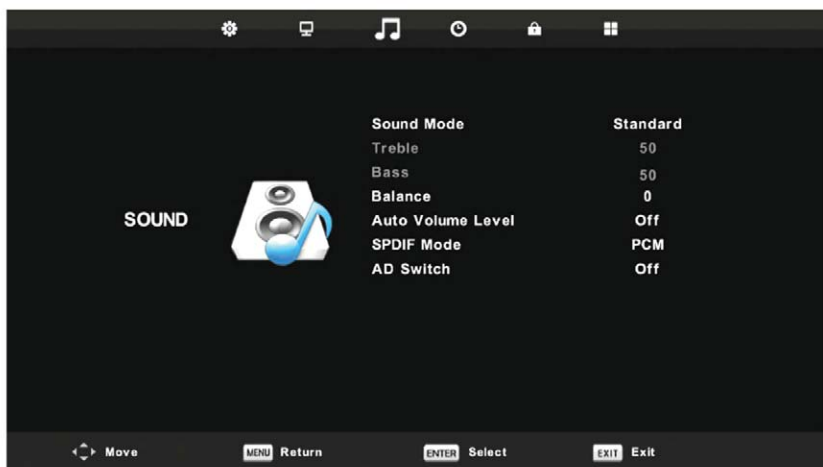 Sound Mode Standard
Treble 50
Bass 50
Balance 0
SOUND
Auto Volume Level Off
SPDIF Mode PCM
AD Switch Off
Move MENU Return ENTER Select EXIT Exit